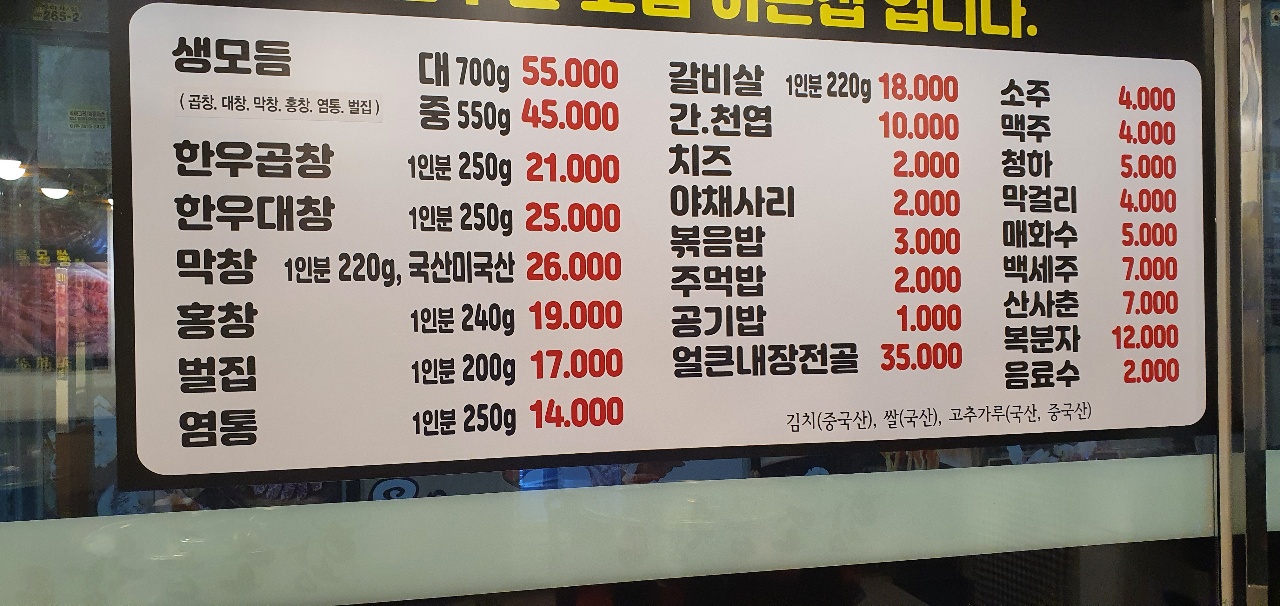 입니다.
생모듬
대 700g 55.000
(곱창, 대창, 막창, 홍창, 염통, 벌집)
중 550g 45.000
한우곱창 1인분 250g 21.000
한우대창 1인분 250g 25.000
막창 1인분 220g, 국산미국산 26.000
홍창 1인분 240g 19.000
벌집 1인분 200g 17.000
염통 1인분 250g 14.000
갈비살 1인분 220g 18.000
간.천엽 10.000
치즈 2.000
야채사리 2.000
볶음밥 3.000
주먹밥 2.000
공기밥 1.000
얼큰내장전골 35.000
소주 4.000
맥주 4.000
청하 5.000
막걸리 4.000
매화수 5.000
백세주 7.000
산사춘 7.000
복분자 12.000
음료수 2.000
김치(중국산), 쌀(국산), 고추가루(국산, 중국산)